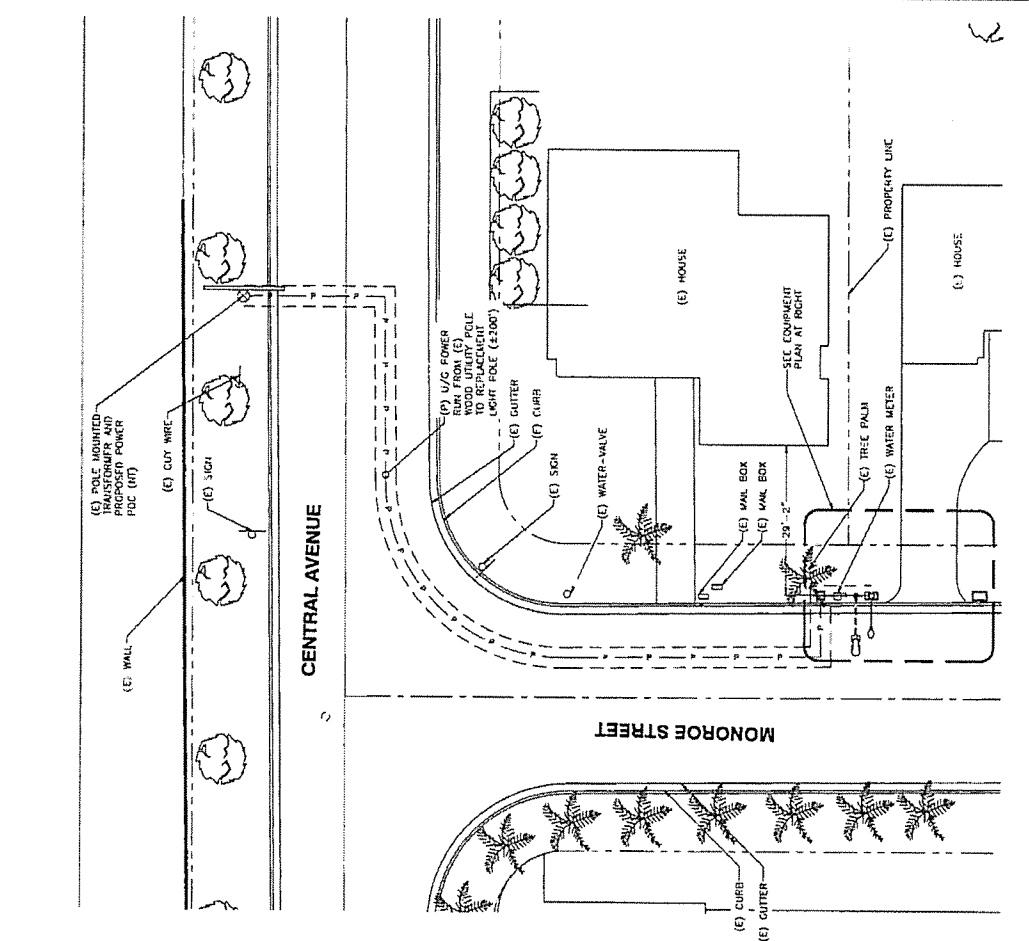 (E) POLE MOUNTED
TRANSFORMER AND
PROPOSED POWER
POC (NT)
(E) GUY WIRE
(E) SIGN
(E) WALL
CENTRAL AVENUE
(P) U/G POWER
RUN FROM (E)
WOOD UTILITY POLE
TO REPLACEMENT
LIGHT POLE (±200')
(E) GUTTER
(E) CURB
(E) SIGN
(E) WATER-VALVE
(E) HOUSE
(E) PROPERTY LINE
(E) HOUSE
SEE EQUIPMENT
PLAN AT RIGHT
(E) TREE PALM
(E) WATER METER
(E) MAIL BOX
(E) MAIL BOX
29'-2"
MONOROE STREET
(E) CURB
(E) GUTTER
P P P P P P P P P P P P P P P P P